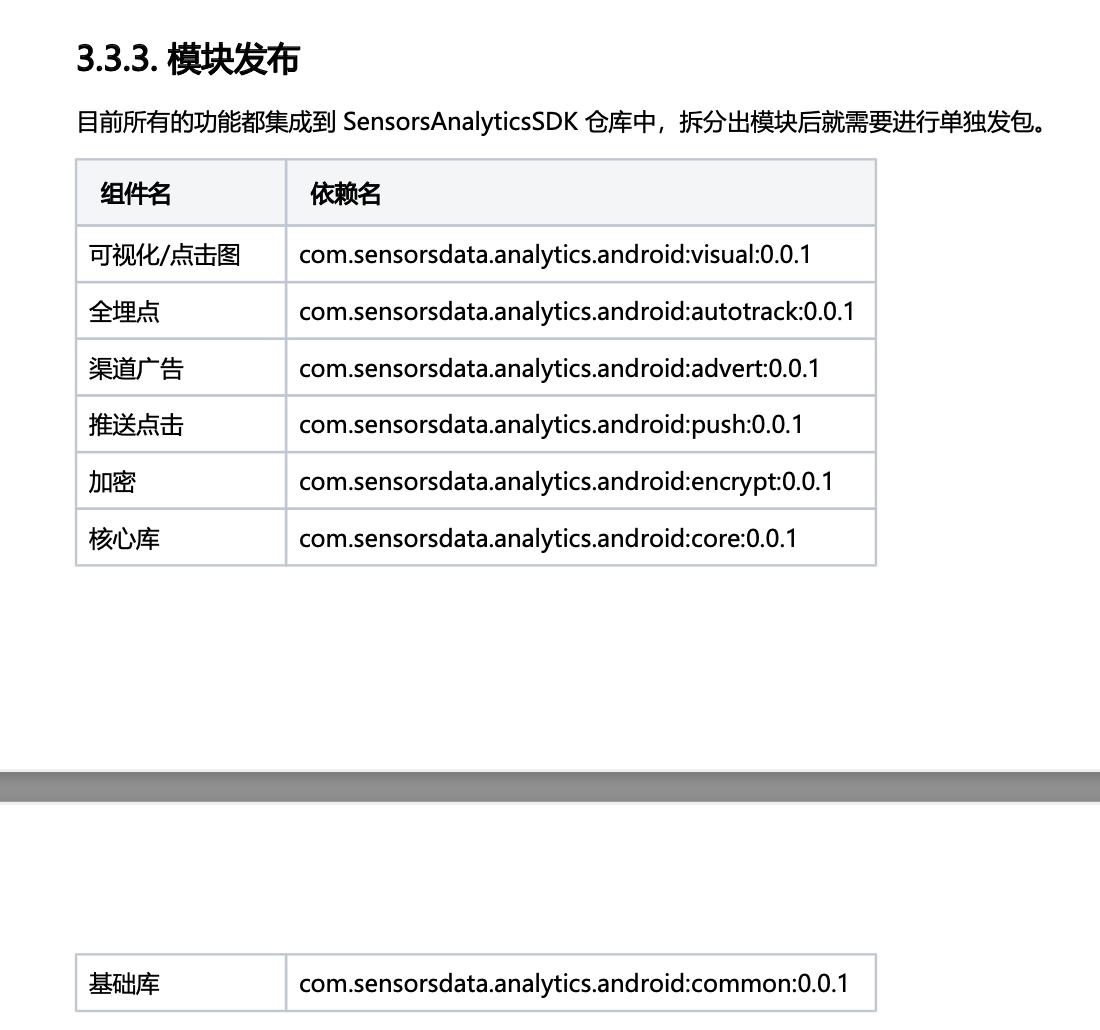 3.3.3. 模块发布
目前所有的功能都集成到 SensorsAnalyticsSDK 仓库中，拆分出模块后就需要进行单独发包。
组件名 依赖名
可视化/点击图 com.sensorsdata.analytics.android:visual:0.0.1
全埋点 com.sensorsdata.analytics.android:autotrack:0.0.1
渠道广告 com.sensorsdata.analytics.android:advert:0.0.1
推送点击 com.sensorsdata.analytics.android:push:0.0.1
加密 com.sensorsdata.analytics.android:encrypt:0.0.1
核心库 com.sensorsdata.analytics.android:core:0.0.1
基础库 com.sensorsdata.analytics.android:common:0.0.1